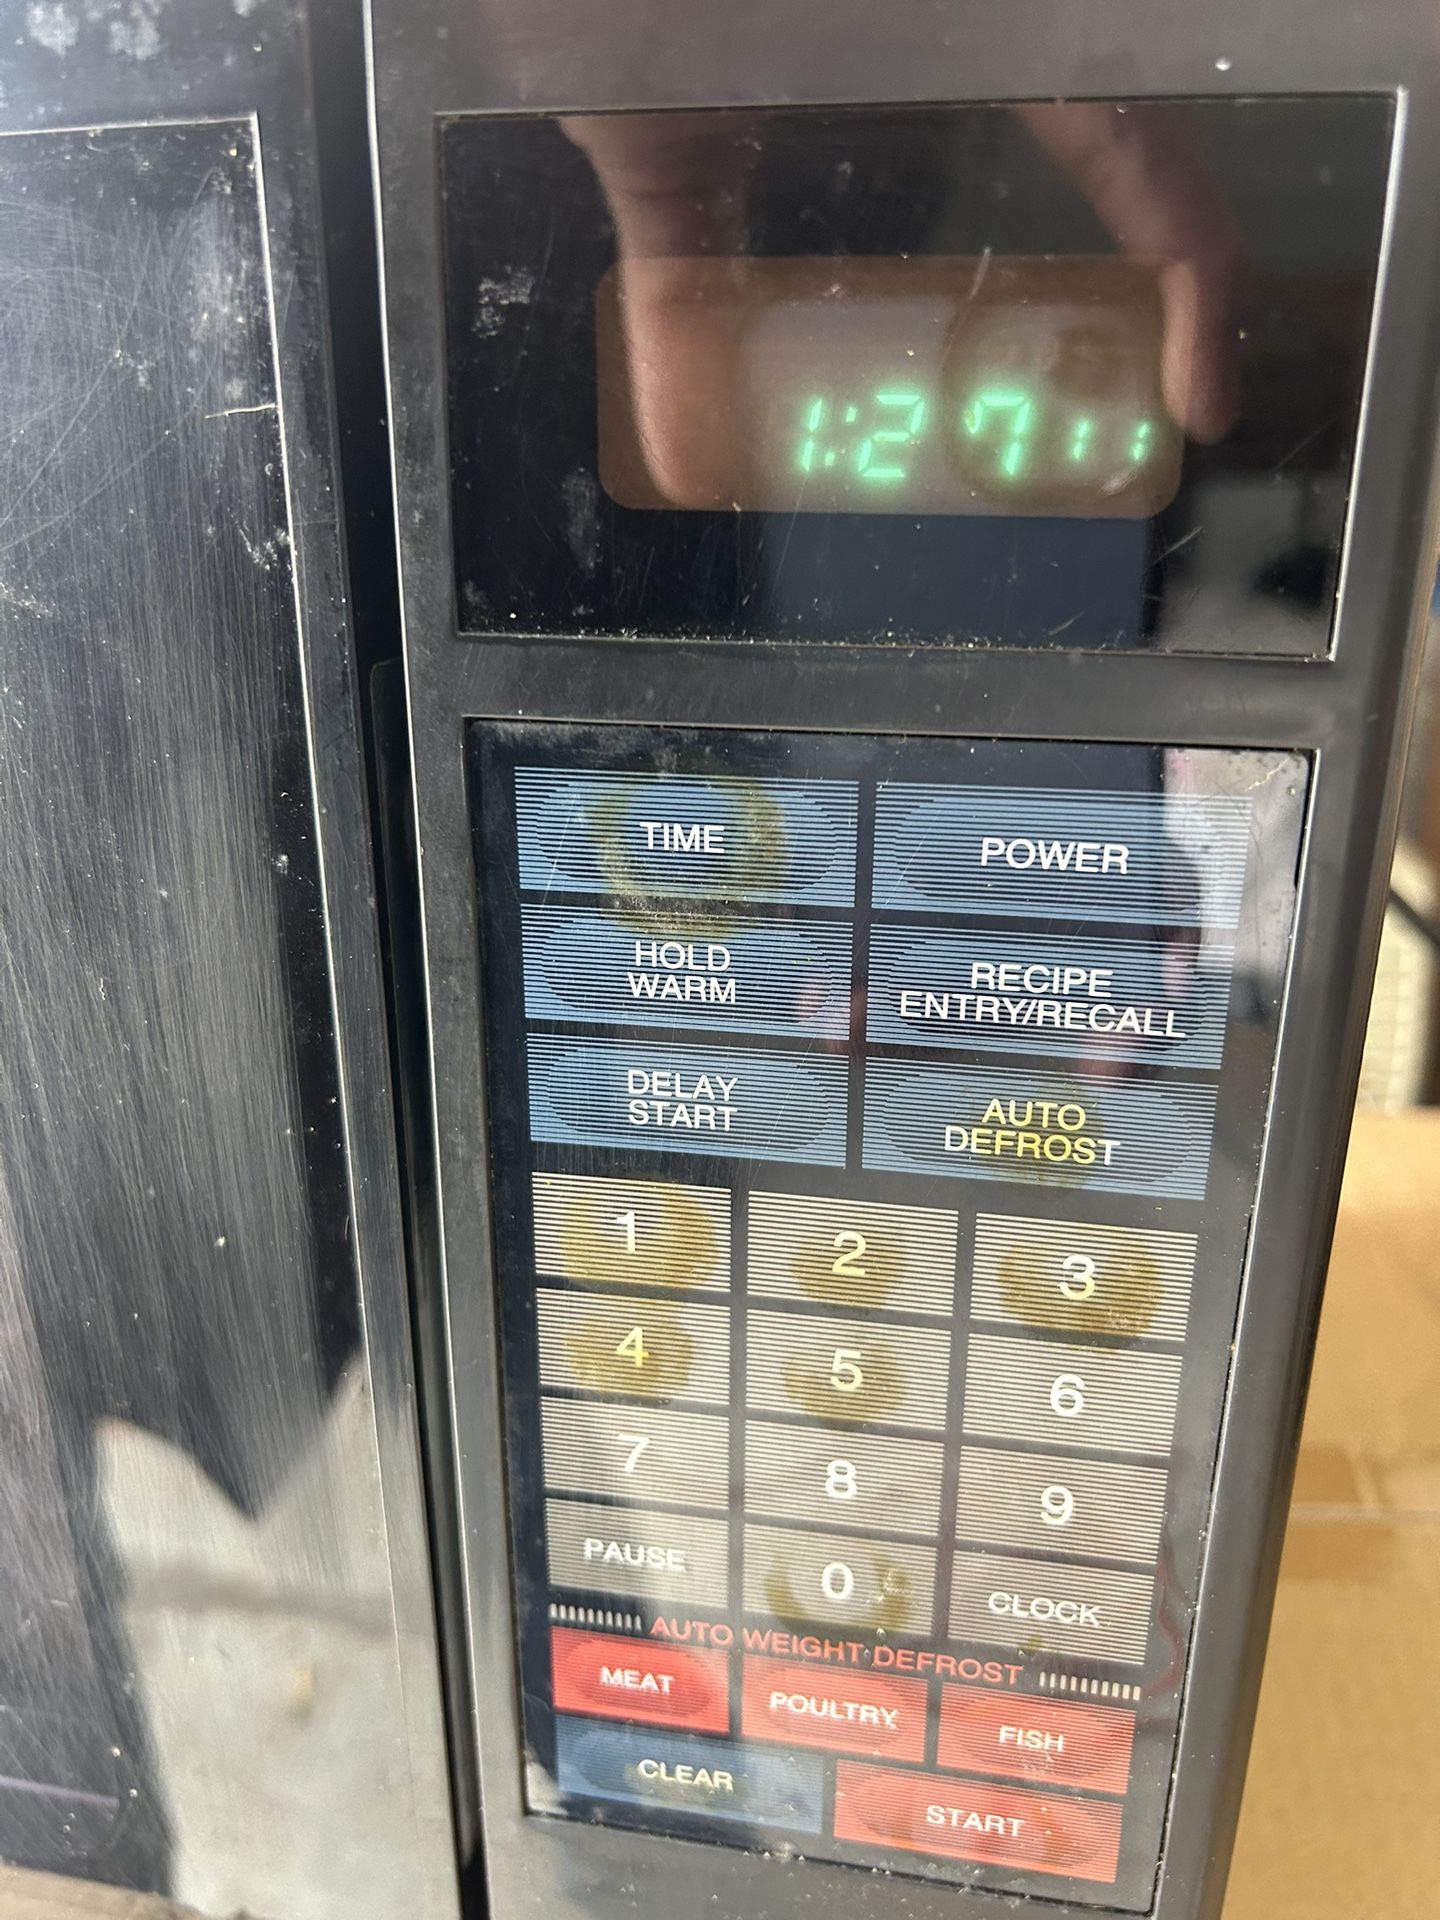 1:27
TIME POWER
HOLD
WARM
RECIPE
ENTRY/RECALL
DELAY
START
AUTO
DEFROST
1 2 3
4 5 6
7 8 9
PAUSE 0 CLOCK
AUTO WEIGHT DEFROST
MEAT POULTRY FISH
CLEAR START